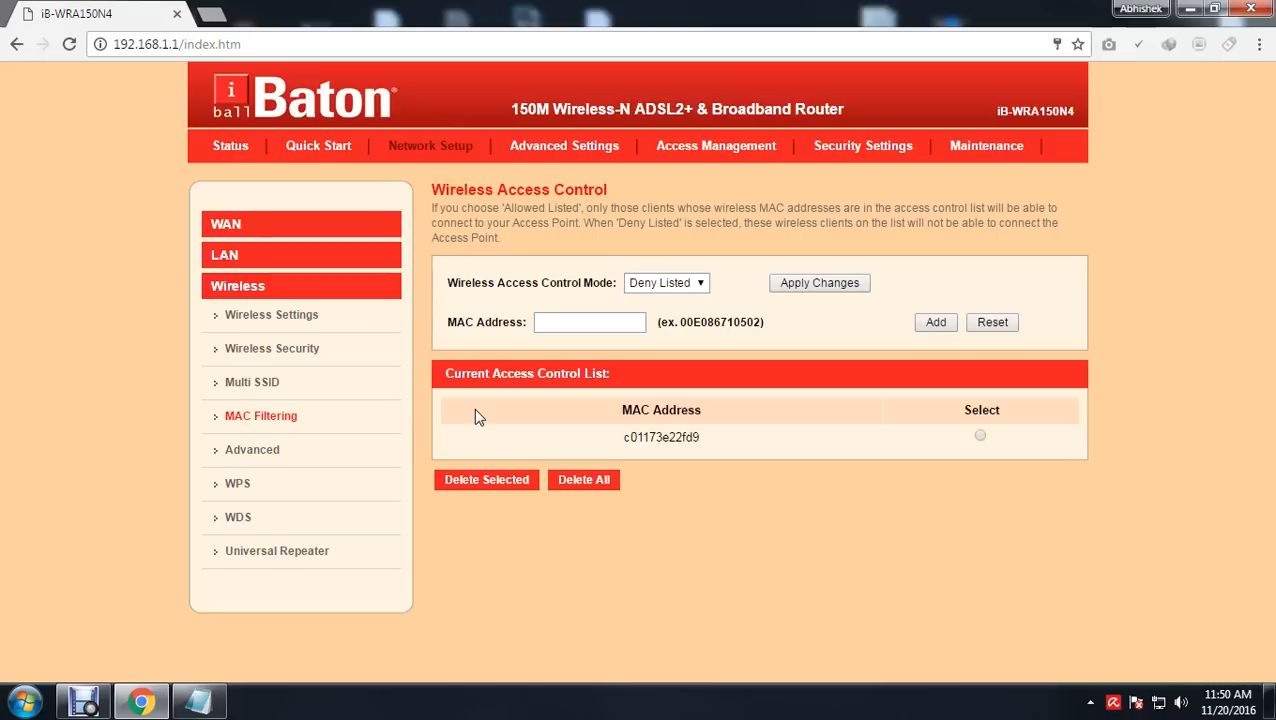 iB-WRA150N4
Abhishek
192.168.1.1/index.htm
i ball Baton
150M Wireless-N ADSL2+ & Broadband Router
iB-WRA150N4
Status | Quick Start | Network Setup | Advanced Settings | Access Management | Security Settings | Maintenance |
WAN
LAN
Wireless
Wireless Settings
Wireless Security
Multi SSID
MAC Filtering
Advanced
WPS
WDS
Universal Repeater
Wireless Access Control
If you choose 'Allowed Listed', only those clients whose wireless MAC addresses are in the access control list will be able to
connect to your Access Point. When 'Deny Listed' is selected, these wireless clients on the list will not be able to connect the
Access Point.
Wireless Access Control Mode: Deny Listed Apply Changes
MAC Address: (ex. 00E086710502) Add Reset
Current Access Control List:
MAC Address Select
c01173e22fd9
Delete Selected Delete All
11:50 AM
11/20/2016